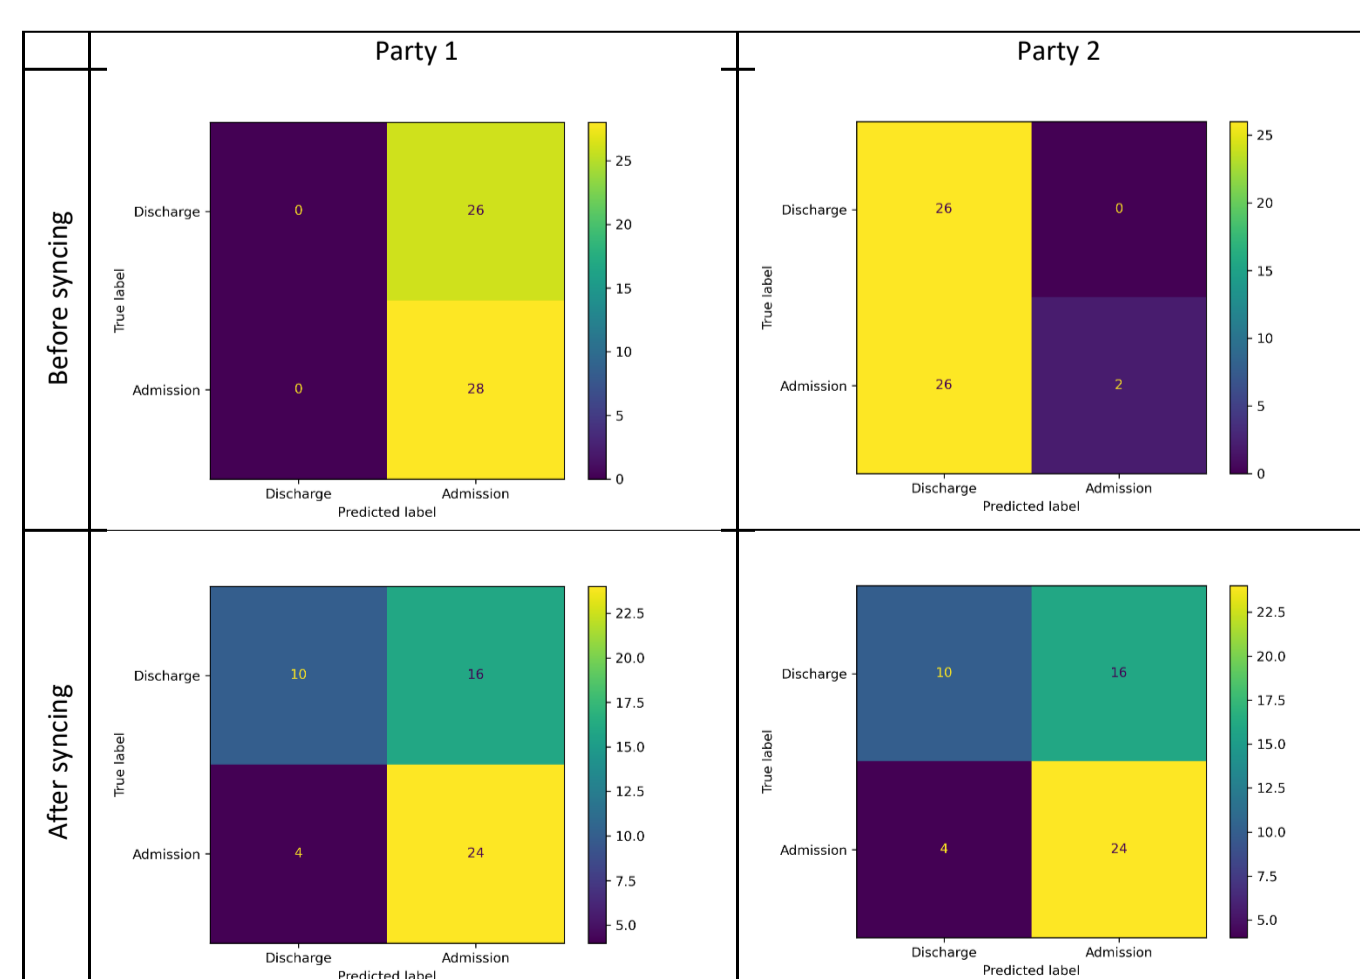 Party 1
Party 2
Before syncing
True label
Discharge
Admission
0
26
0
28
Discharge
Admission
Predicted label
25
20
15
10
5
0
True label
Discharge
Admission
26
0
26
2
Discharge
Admission
Predicted label
25
20
15
10
5
0
After syncing
True label
Discharge
Admission
10
16
4
24
Discharge
Admission
Predicted label
22.5
20.0
17.5
15.0
12.5
10.0
7.5
5.0
True label
Discharge
Admission
10
16
4
24
Discharge
Admission
Predicted label
22.5
20.0
17.5
15.0
12.5
10.0
7.5
5.0